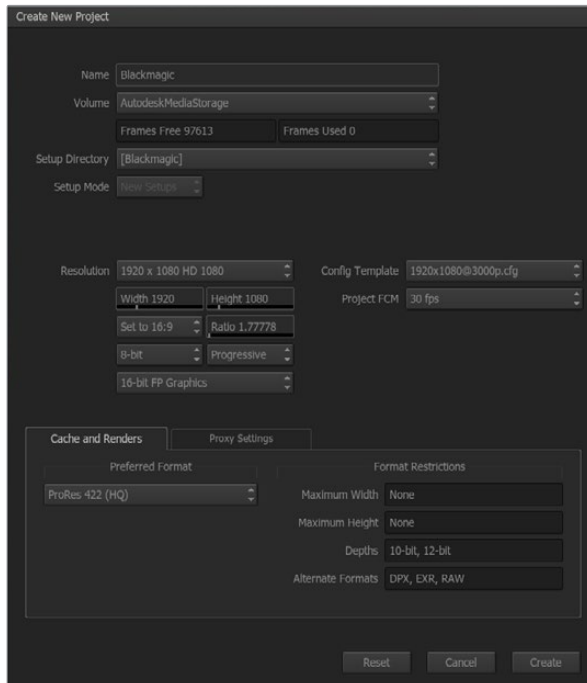 Create New Project
Name Blackmagic
Volume AutodeskMediaStorage
Frames Free 97613 Frames Used 0
Setup Directory [Blackmagic]
Setup Mode New Setups
Resolution 1920 x 1080 HD 1080 Config Template 1920x1080@3000p.cfg
Width 1920 Height 1080 Project FCM 30 fps
Set to 16:9 Ratio 1.77778
8-bit Progressive
16-bit FP Graphics
Cache and Renders Proxy Settings
Preferred Format Format Restrictions
ProRes 422 (HQ) Maximum Width None
Maximum Height None
Depths 10-bit, 12-bit
Alternate Formats DPX, EXR, RAW
Reset Cancel Create